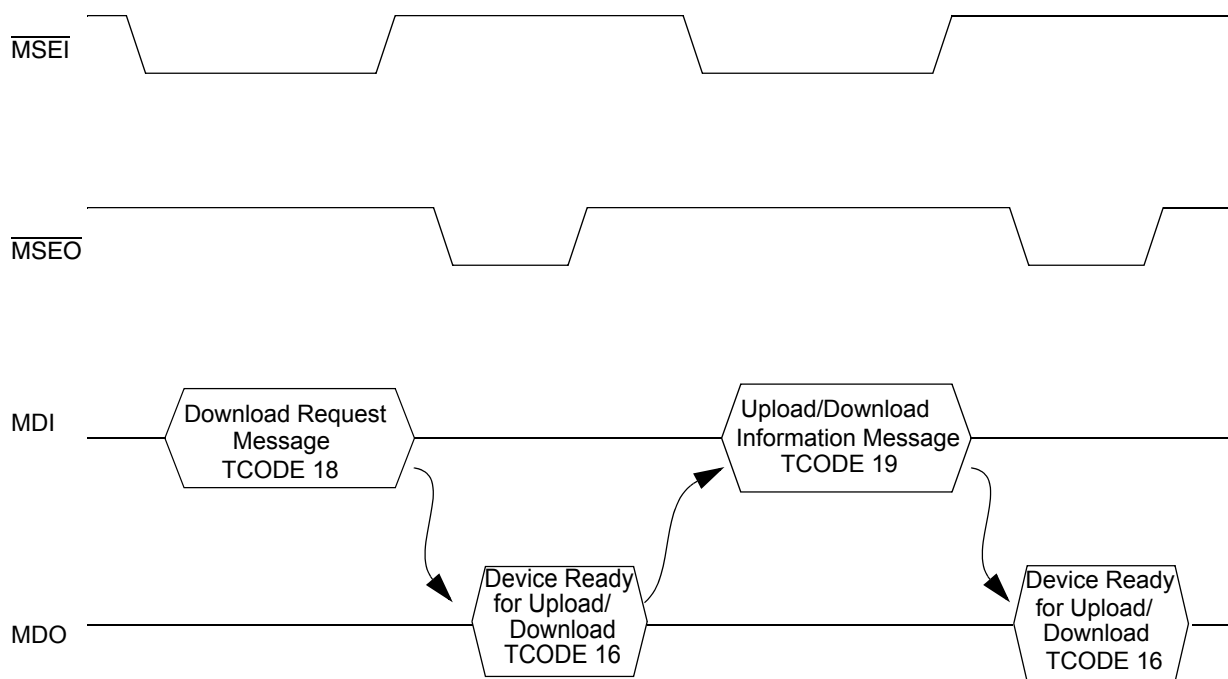 MSEI
MSEO
MDI
Download Request
Message
TCODE 18
Upload/Download
Information Message
TCODE 19
MDO
Device Ready
for Upload/
Download
TCODE 16
Device Ready
for Upload/
Download
TCODE 16